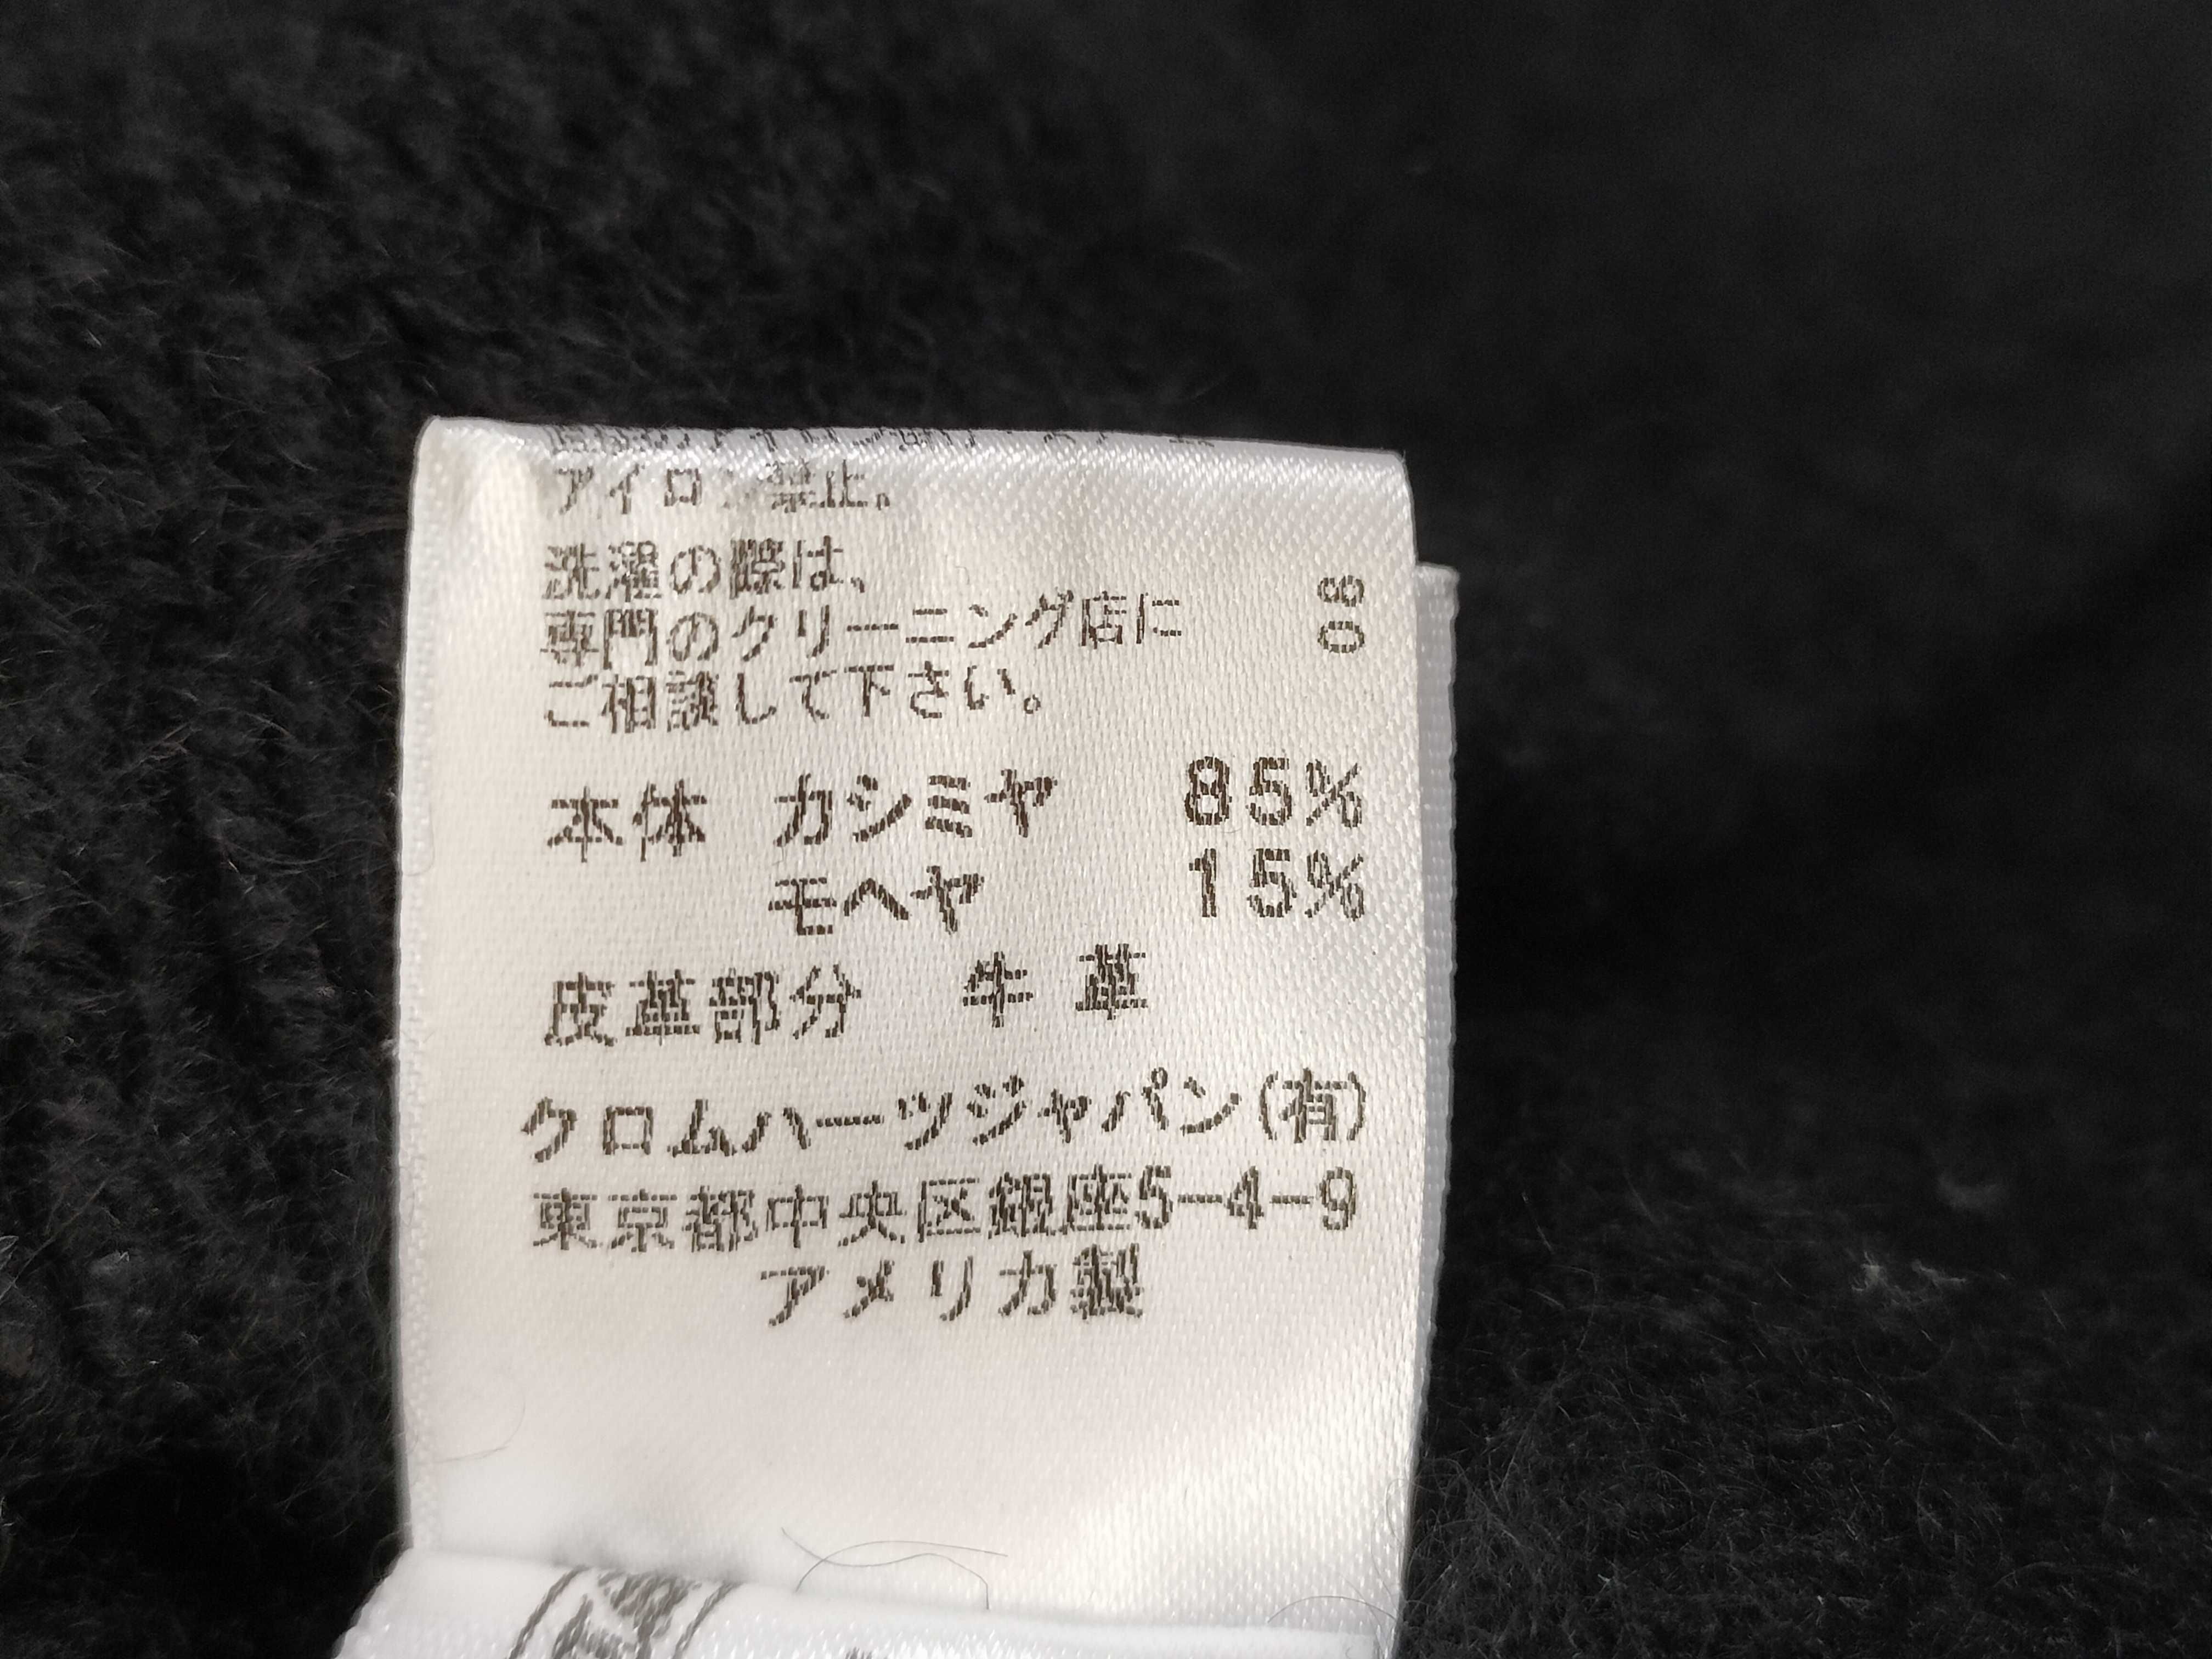 アイロン禁止。
洗濯の際は、
専門のクリーニング店に
ご相談して下さい。
08
本体 カシミヤ 85%
毛ヘヤ 15%
皮革部分 牛革
クロムハーツジャパン(有)
東京都中央区銀座5-4-9
アメリカ製